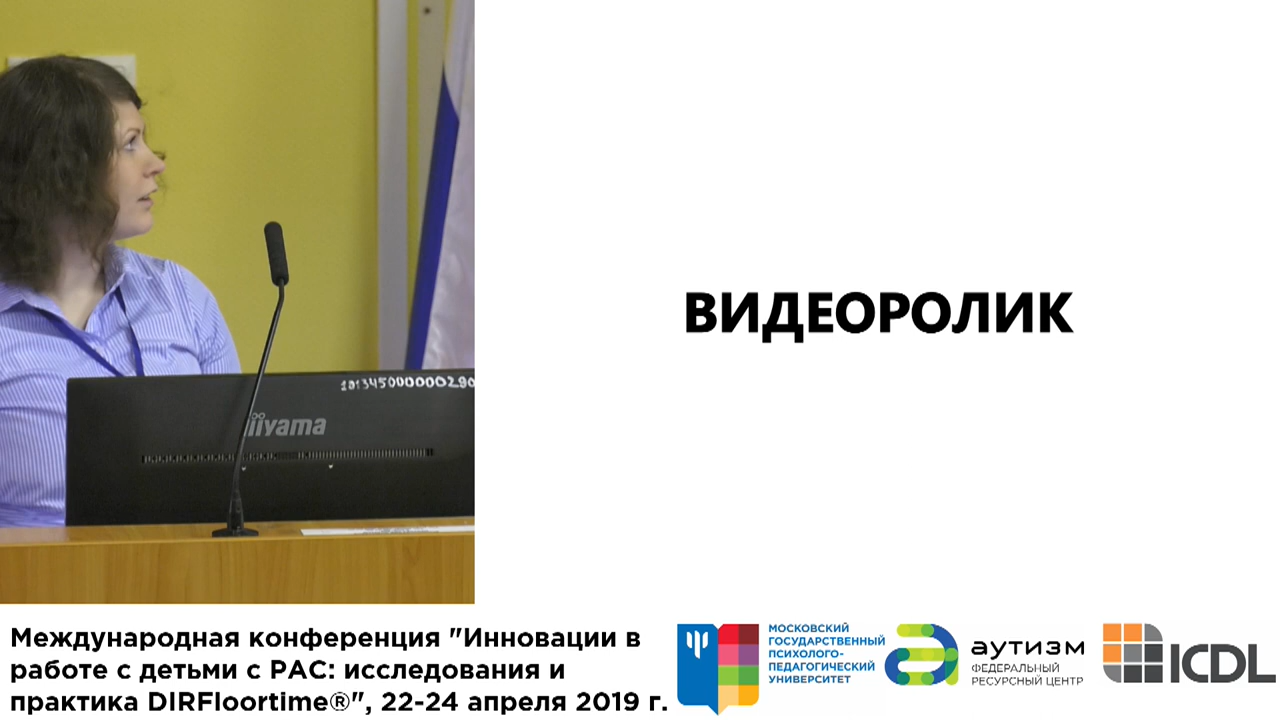 ВИДЕОРОЛИК
iiyama
Международная конференция "Инновации в
работе с детьми с РАС: исследования и
практика DIRFloortime®", 22-24 апреля 2019 г.
МОСКОВСКИЙ
ГОСУДАРСТВЕННЫЙ
ПСИХОЛОГО-
ПЕДАГОГИЧЕСКИЙ
УНИВЕРСИТЕТ
аутизм
ФЕДЕРАЛЬНЫЙ
РЕСУРСНЫЙ ЦЕНТР
ICDL